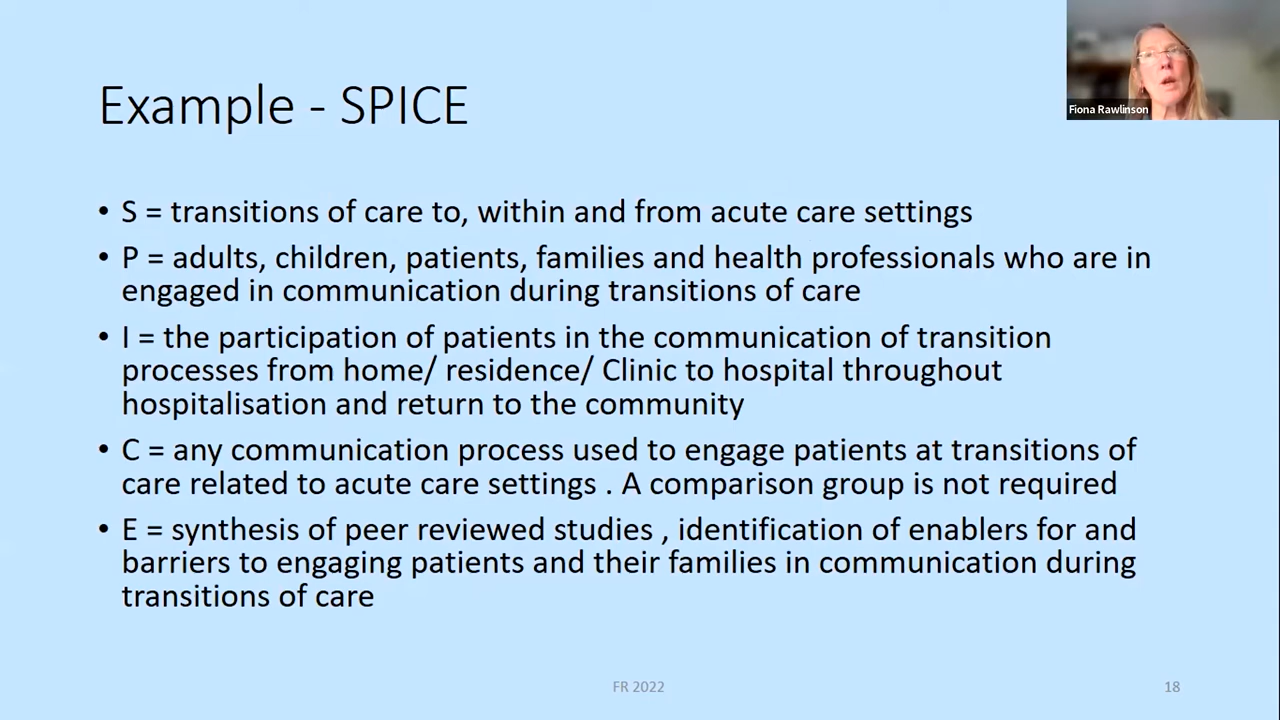 Fiona Rawlinson
Example - SPICE
• S = transitions of care to, within and from acute care settings
• P = adults, children, patients, families and health professionals who are in
engaged in communication during transitions of care
• I = the participation of patients in the communication of transition
processes from home/ residence/ Clinic to hospital throughout
hospitalisation and return to the community
• C = any communication process used to engage patients at transitions of
care related to acute care settings . A comparison group is not required
• E = synthesis of peer reviewed studies , identification of enablers for and
barriers to engaging patients and their families in communication during
transitions of care
FR 2022
18